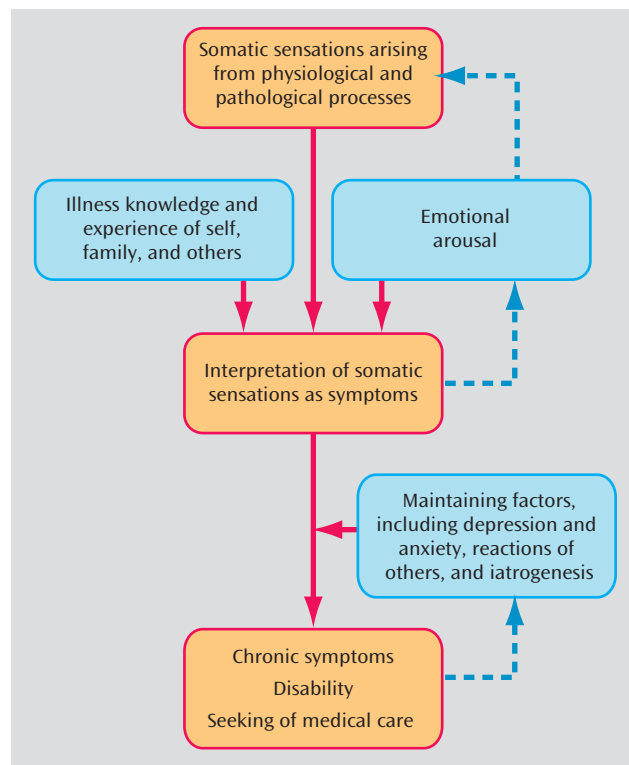 Somatic sensations arising
from physiological and
pathological processes
Illness knowledge and
experience of self,
family, and others
Emotional
arousal
Interpretation of somatic
sensations as symptoms
Maintaining factors,
including depression and
anxiety, reactions of
others, and iatrogenesis
Chronic symptoms
Disability
Seeking of medical care